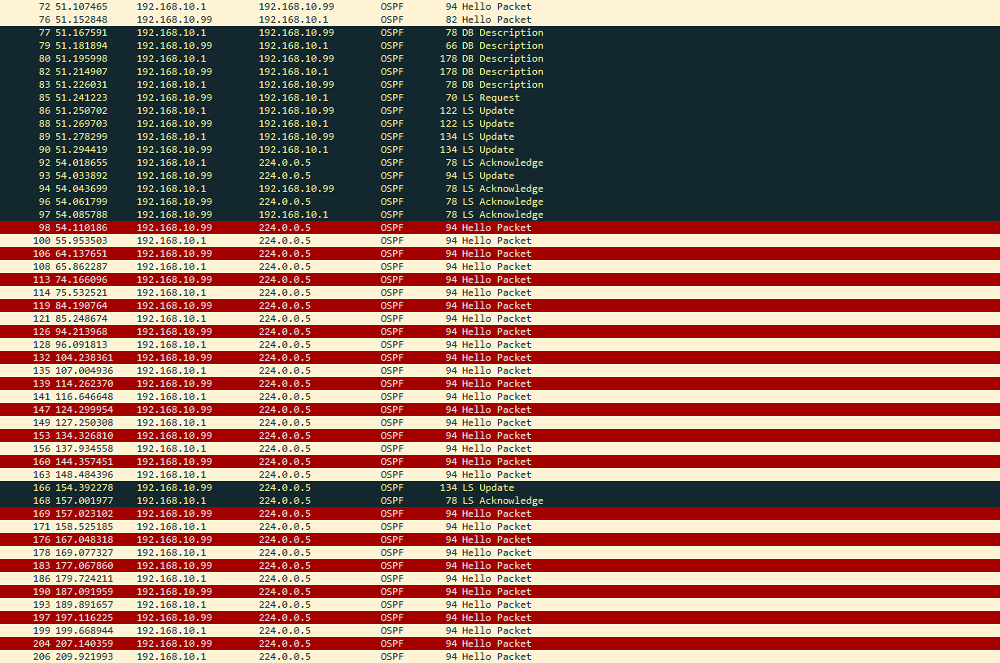 72 51.107465 192.168.10.1 192.168.10.99 OSPF 94 Hello Packet
76 51.152848 192.168.10.99 192.168.10.1 OSPF 82 Hello Packet
77 51.167591 192.168.10.1 192.168.10.99 OSPF 78 DB Description
79 51.181894 192.168.10.99 192.168.10.1 OSPF 66 DB Description
80 51.195998 192.168.10.1 192.168.10.99 OSPF 178 DB Description
82 51.214907 192.168.10.99 192.168.10.1 OSPF 178 DB Description
83 51.226031 192.168.10.1 192.168.10.99 OSPF 78 DB Description
85 51.241223 192.168.10.99 192.168.10.1 OSPF 70 LS Request
86 51.250702 192.168.10.1 192.168.10.99 OSPF 122 LS Update
88 51.269703 192.168.10.99 192.168.10.1 OSPF 122 LS Update
89 51.278299 192.168.10.1 192.168.10.99 OSPF 134 LS Update
90 51.294419 192.168.10.99 192.168.10.1 OSPF 134 LS Update
92 54.018655 192.168.10.1 224.0.0.5 OSPF 78 LS Acknowledge
93 54.033892 192.168.10.99 224.0.0.5 OSPF 94 LS Update
94 54.043699 192.168.10.1 192.168.10.99 OSPF 78 LS Acknowledge
96 54.061799 192.168.10.99 224.0.0.5 OSPF 78 LS Acknowledge
97 54.085788 192.168.10.99 192.168.10.1 OSPF 78 LS Acknowledge
98 54.110186 192.168.10.99 224.0.0.5 OSPF 94 Hello Packet
100 55.953503 192.168.10.1 224.0.0.5 OSPF 94 Hello Packet
106 64.137651 192.168.10.99 224.0.0.5 OSPF 94 Hello Packet
108 65.862287 192.168.10.1 224.0.0.5 OSPF 94 Hello Packet
113 74.166096 192.168.10.99 224.0.0.5 OSPF 94 Hello Packet
114 75.532521 192.168.10.1 224.0.0.5 OSPF 94 Hello Packet
119 84.190764 192.168.10.99 224.0.0.5 OSPF 94 Hello Packet
121 85.248674 192.168.10.1 224.0.0.5 OSPF 94 Hello Packet
126 94.213968 192.168.10.99 224.0.0.5 OSPF 94 Hello Packet
128 96.091813 192.168.10.1 224.0.0.5 OSPF 94 Hello Packet
132 104.238361 192.168.10.99 224.0.0.5 OSPF 94 Hello Packet
135 107.004936 192.168.10.1 224.0.0.5 OSPF 94 Hello Packet
139 114.262370 192.168.10.99 224.0.0.5 OSPF 94 Hello Packet
141 116.646648 192.168.10.1 224.0.0.5 OSPF 94 Hello Packet
147 124.299954 192.168.10.99 224.0.0.5 OSPF 94 Hello Packet
149 127.250308 192.168.10.1 224.0.0.5 OSPF 94 Hello Packet
153 134.326810 192.168.10.99 224.0.0.5 OSPF 94 Hello Packet
156 137.934558 192.168.10.1 224.0.0.5 OSPF 94 Hello Packet
160 144.357451 192.168.10.99 224.0.0.5 OSPF 94 Hello Packet
163 148.484396 192.168.10.1 224.0.0.5 OSPF 94 Hello Packet
166 154.392278 192.168.10.99 224.0.0.5 OSPF 134 LS Update
168 157.001977 192.168.10.1 224.0.0.5 OSPF 78 LS Acknowledge
169 157.023102 192.168.10.99 224.0.0.5 OSPF 94 Hello Packet
171 158.525185 192.168.10.1 224.0.0.5 OSPF 94 Hello Packet
176 167.048318 192.168.10.99 224.0.0.5 OSPF 94 Hello Packet
178 169.077327 192.168.10.1 224.0.0.5 OSPF 94 Hello Packet
183 177.067860 192.168.10.99 224.0.0.5 OSPF 94 Hello Packet
186 179.724211 192.168.10.1 224.0.0.5 OSPF 94 Hello Packet
190 187.091959 192.168.10.99 224.0.0.5 OSPF 94 Hello Packet
193 189.891657 192.168.10.1 224.0.0.5 OSPF 94 Hello Packet
197 197.116225 192.168.10.99 224.0.0.5 OSPF 94 Hello Packet
199 199.668944 192.168.10.1 224.0.0.5 OSPF 94 Hello Packet
204 207.140359 192.168.10.99 224.0.0.5 OSPF 94 Hello Packet
206 209.921993 192.168.10.1 224.0.0.5 OSPF 94 Hello Packet